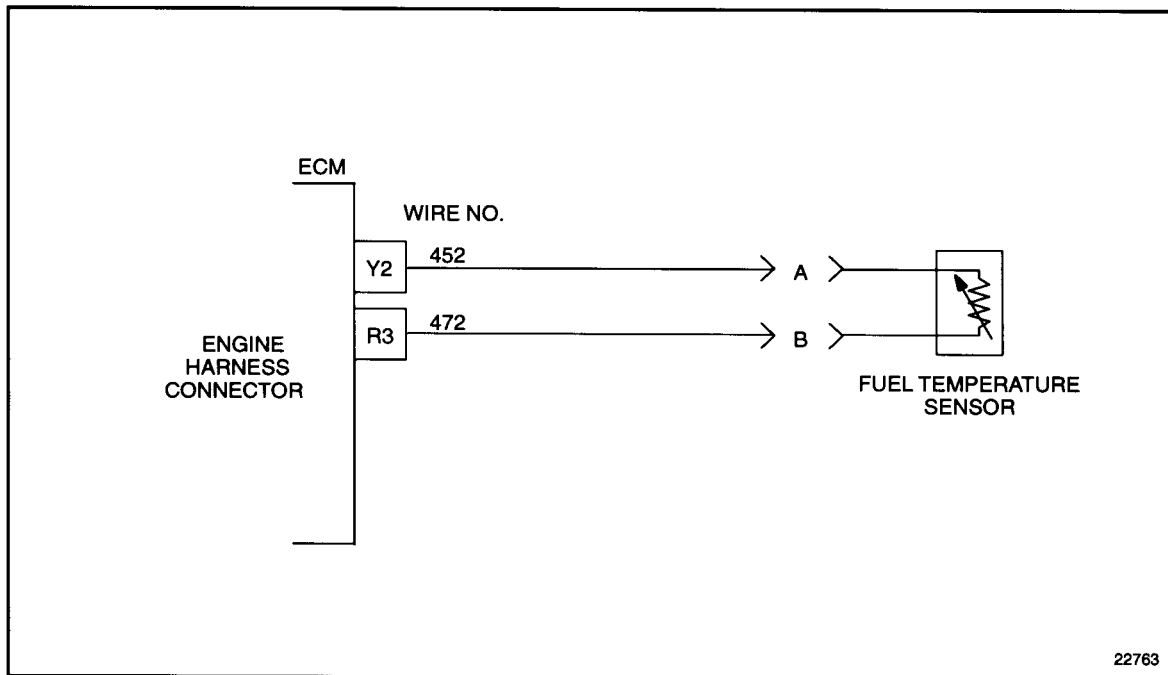 ECM
WIRE NO.
Y2
452
A
R3
472
B
ENGINE
HARNESS
CONNECTOR
FUEL TEMPERATURE
SENSOR
22763